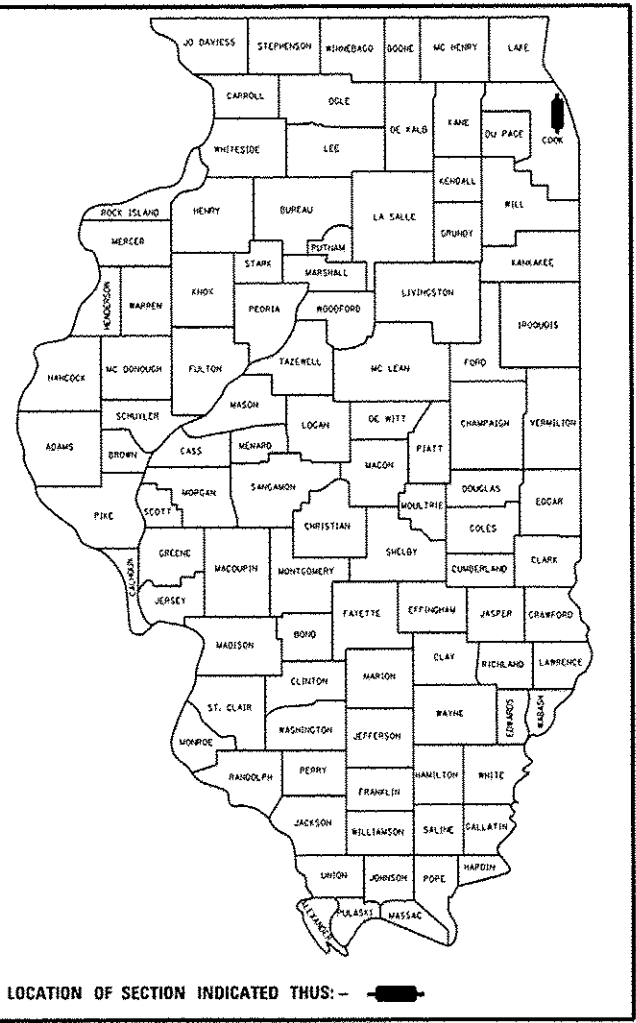 JO DAVIESS STEPHENSON WINNEBAGO BOONE MC HENRY LAKE
CARROLL OGLE DE KALB KANE DU PAGE COOK
WHITESIDE LEE KENDALL
ROCK ISLAND HENRY BUREAU LA SALLE GRUNDY WILL
MERCER PUTNAM
STARK MARSHALL KANKAKEE
HENDERSON WARREN KNOX PEORIA WOODFORD LIVINGSTON IROQUOIS
HANCOCK MC DONOUGH FULTON TAZEWELL MC LEAN FORD
SCHUYLER MASON LOGAN DE WITT CHAMPAIGN VERMILION
ADAMS BROWN CASS MENARD MACON PIATT
PIKE SCOTT MORGAN SANGAMON CHRISTIAN MOULTRIE DOUGLAS EDGAR
COLES
CALHOUN GREENE MACOUPIN MONTGOMERY SHELBY CUMBERLAND CLARK
JERSEY FAYETTE EFFINGHAM JASPER CRAWFORD
MADISON BOND
CLINTON MARION CLAY RICHLAND LAWRENCE
ST. CLAIR WAYNE EDWARDS WABASH
MONROE WASHINGTON JEFFERSON
RANDOLPH PERRY FRANKLIN HAMILTON WHITE
JACKSON WILLIAMSON SALINE GALLATIN
UNION JOHNSON POPE HARDIN
ALEXANDER PULASKI MASSAC
LOCATION OF SECTION INDICATED THUS: -